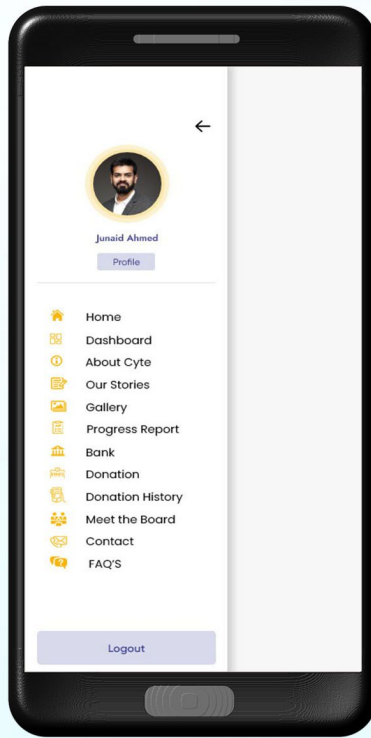 Junaid Ahmed
Profile
Home
Dashboard
About Cyte
Our Stories
Gallery
Progress Report
Bank
Donation
Donation History
Meet the Board
Contact
FAQ'S
Logout